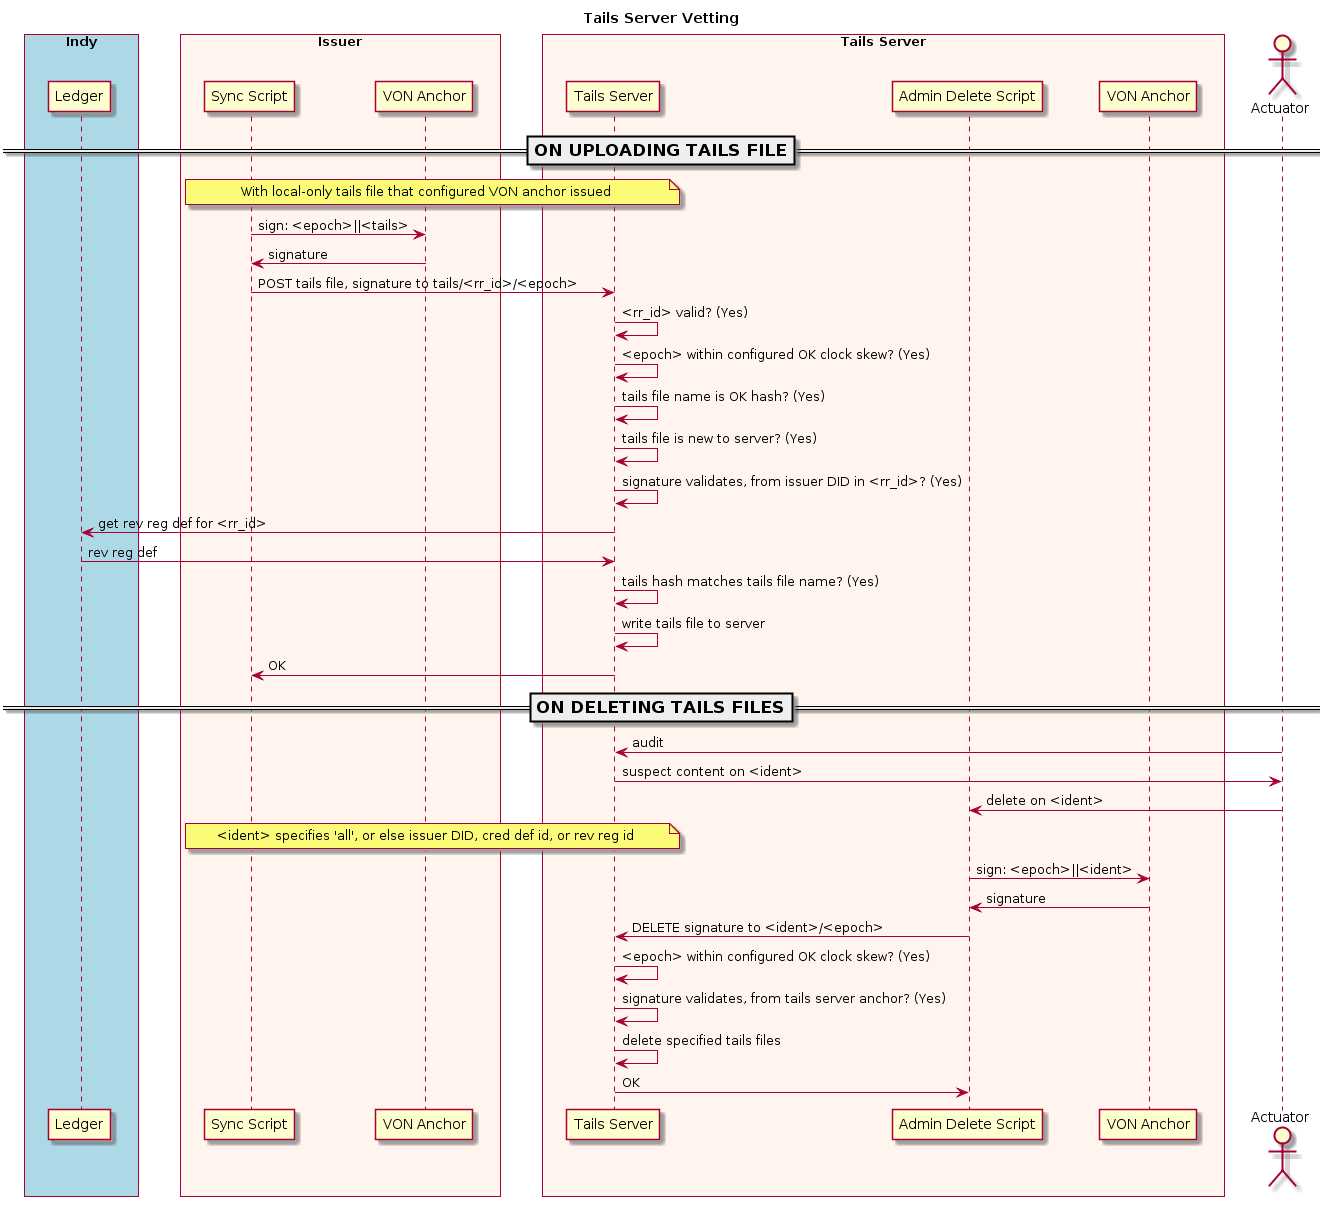 Tails Server Vetting
Indy
Issuer
Tails Server
Ledger
Sync Script
VON Anchor
Tails Server
Admin Delete Script
VON Anchor
Actuator
ON UPLOADING TAILS FILE
With local-only tails file that configured VON anchor issued
sign: <epoch>||<tails>
signature
POST tails file, signature to tails/<rr_id>/<epoch>
<rr_id> valid? (Yes)
<epoch> within configured OK clock skew? (Yes)
tails file name is OK hash? (Yes)
tails file is new to server? (Yes)
signature validates, from issuer DID in <rr_id>? (Yes)
get rev reg def for <rr_id>
rev reg def
tails hash matches tails file name? (Yes)
write tails file to server
OK
ON DELETING TAILS FILES
audit
suspect content on <ident>
delete on <ident>
<ident> specifies 'all', or else issuer DID, cred def id, or rev reg id
sign: <epoch>||<ident>
signature
DELETE signature to <ident>/<epoch>
<epoch> within configured OK clock skew? (Yes)
signature validates, from tails server anchor? (Yes)
delete specified tails files
OK
Ledger
Sync Script
VON Anchor
Tails Server
Admin Delete Script
VON Anchor
Actuator